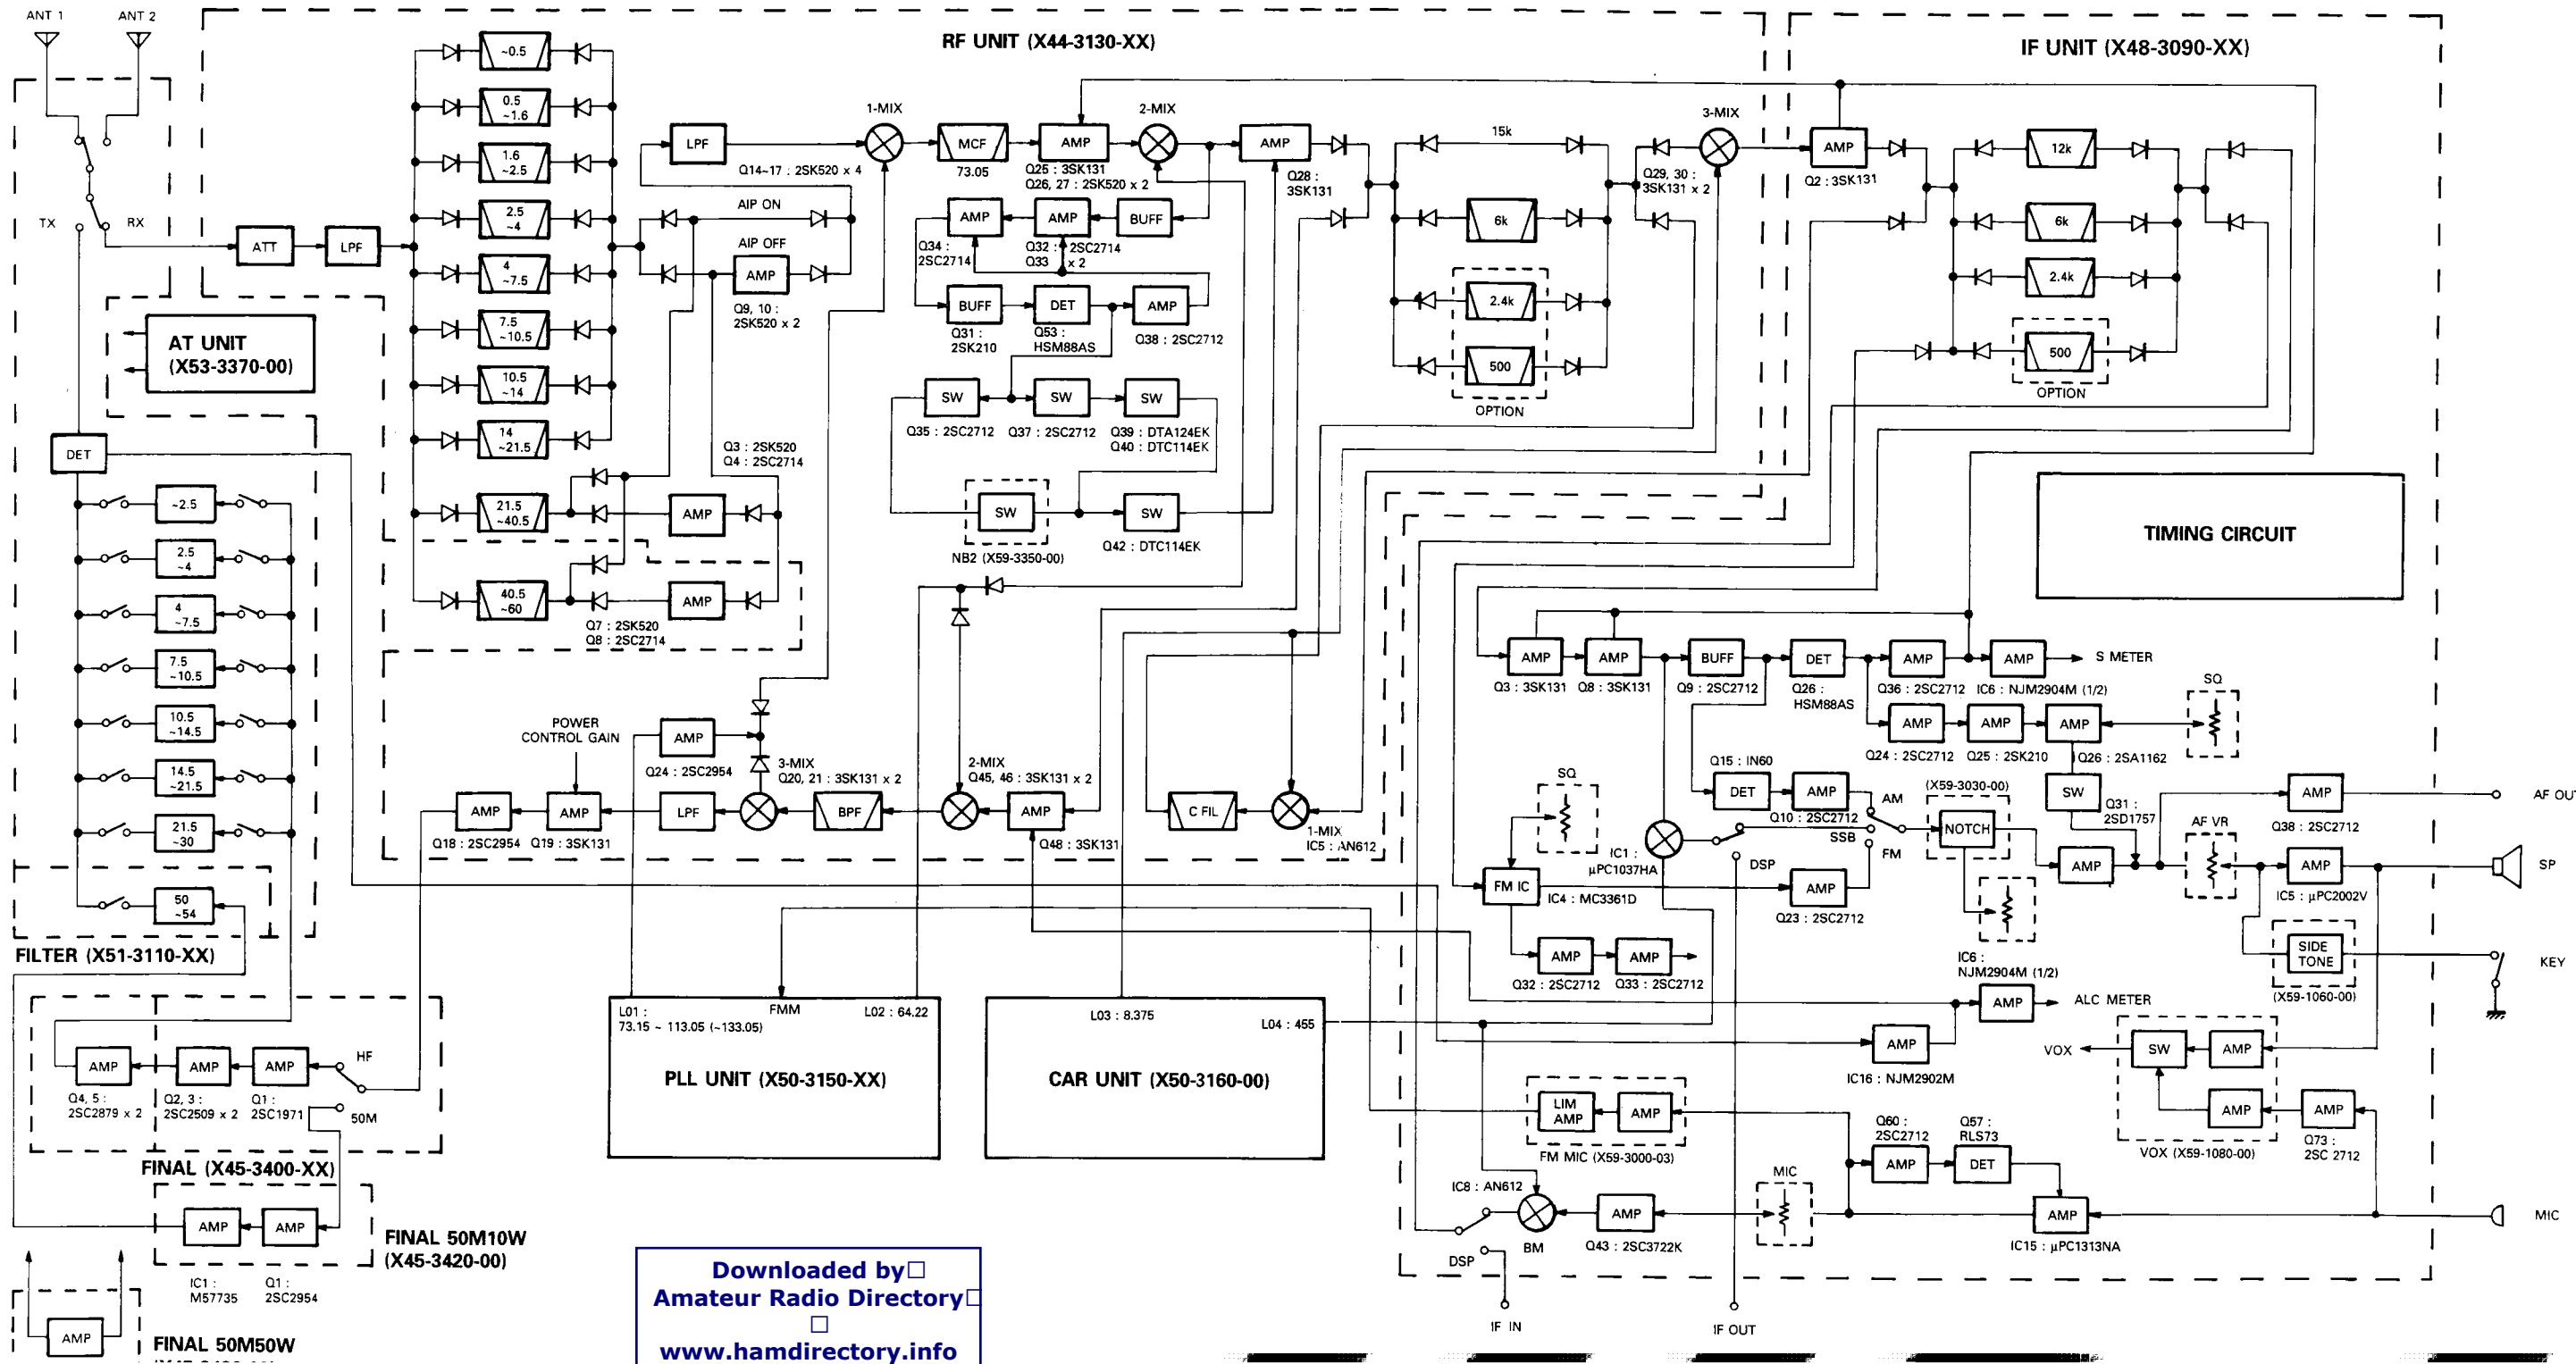 ANT 1
ANT 2
RF UNIT (X44-3130-XX)
IF UNIT (X48-3090-XX)
~0.5
0.5
~1.6
1.6
~2.5
2.5
~4
4
~7.5
7.5
~10.5
10.5
~14
14
~21.5
21.5
~40.5
40.5
~60
TX
RX
ATT
LPF
LPF
Q14~17 : 2SK520 x 4
AIP ON
AIP OFF
AMP
Q9, 10 :
2SK520 x 2
1-MIX
MCF
73.05
AMP
Q25 : 3SK131
Q26, 27 : 2SK520 x 2
2-MIX
AMP
Q28 :
3SK131
AMP
AMP
BUFF
Q34 :
2SC2714
Q32
Q33
: 2SC2714
x 2
BUFF
DET
AMP
Q31 :
2SK210
Q53 :
HSM88AS
Q38 : 2SC2712
SW
SW
SW
Q35 : 2SC2712
Q37 : 2SC2712
Q39 : DTA124EK
Q40 : DTC114EK
SW
SW
NB2 (X59-3350-00)
Q42 : DTC114EK
15k
6k
2.4k
500
OPTION
3-MIX
Q29, 30 :
3SK131 x 2
AMP
Q2 : 3SK131
12k
6k
2.4k
500
OPTION
TIMING CIRCUIT
AT UNIT
(X53-3370-00)
DET
~2.5
2.5
~4
4
~7.5
7.5
~10.5
10.5
~14.5
14.5
~21.5
21.5
~30
50
~54
FILTER (X51-3110-XX)
Q3 : 2SK520
Q4 : 2SC2714
AMP
AMP
Q7 : 2SK520
Q8 : 2SC2714
POWER
CONTROL GAIN
AMP
Q24 : 2SC2954
AMP
AMP
LPF
Q18 : 2SC2954
Q19 : 3SK131
3-MIX
Q20, 21 : 3SK131 x 2
BPF
2-MIX
Q45, 46 : 3SK131 x 2
AMP
Q48 : 3SK131
C FIL
1-MIX
IC5 : AN612
AMP
AMP
BUFF
DET
AMP
AMP
S METER
Q3 : 3SK131
Q8 : 3SK131
Q9 : 2SC2712
Q26 :
HSM88AS
Q36 : 2SC2712
IC6 : NJM2904M (1/2)
AMP
AMP
AMP
SQ
Q24 : 2SC2712
Q25 : 2SK210
Q26 : 2SA1162
SW
Q31 :
2SD1757
Q15 : IN60
DET
AMP
Q10 : 2SC2712
AM
SSB
FM
(X59-3030-00)
NOTCH
SQ
IC1 :
µPC1037HA
DSP
FM IC
IC4 : MC3361D
AMP
Q23 : 2SC2712
AMP
AF VR
AMP
Q38 : 2SC2712
AF OUT
AMP
IC5 : µPC2002V
SP
IC6 :
NJM2904M (1/2)
SIDE
TONE
(X59-1060-00)
KEY
AMP
AMP
Q32 : 2SC2712
Q33 : 2SC2712
AMP
ALC METER
AMP
IC16 : NJM2902M
VOX
SW
AMP
AMP
VOX (X59-1080-00)
AMP
Q73 :
2SC 2712
L01 :
73.15 ~ 113.05 (~133.05)
FMM
L02 : 64.22
PLL UNIT (X50-3150-XX)
L03 : 8.375
L04 : 455
CAR UNIT (X50-3160-00)
AMP
AMP
AMP
HF
50M
Q4, 5 :
2SC2879 x 2
Q2, 3 :
2SC2509 x 2
Q1 :
2SC1971
FINAL (X45-3400-XX)
AMP
AMP
FINAL 50M10W
(X45-3420-00)
IC1 :
M57735
Q1 :
2SC2954
AMP
FINAL 50M50W
LIM
AMP
AMP
FM MIC (X59-3000-03)
Q60 :
2SC2712
AMP
Q57 :
RLS73
DET
IC8 : AN612
BM
AMP
Q43 : 2SC3722K
MIC
AMP
IC15 : µPC1313NA
MIC
DSP
IF IN
IF OUT
Downloaded by
Amateur Radio Directory
www.hamdirectory.info